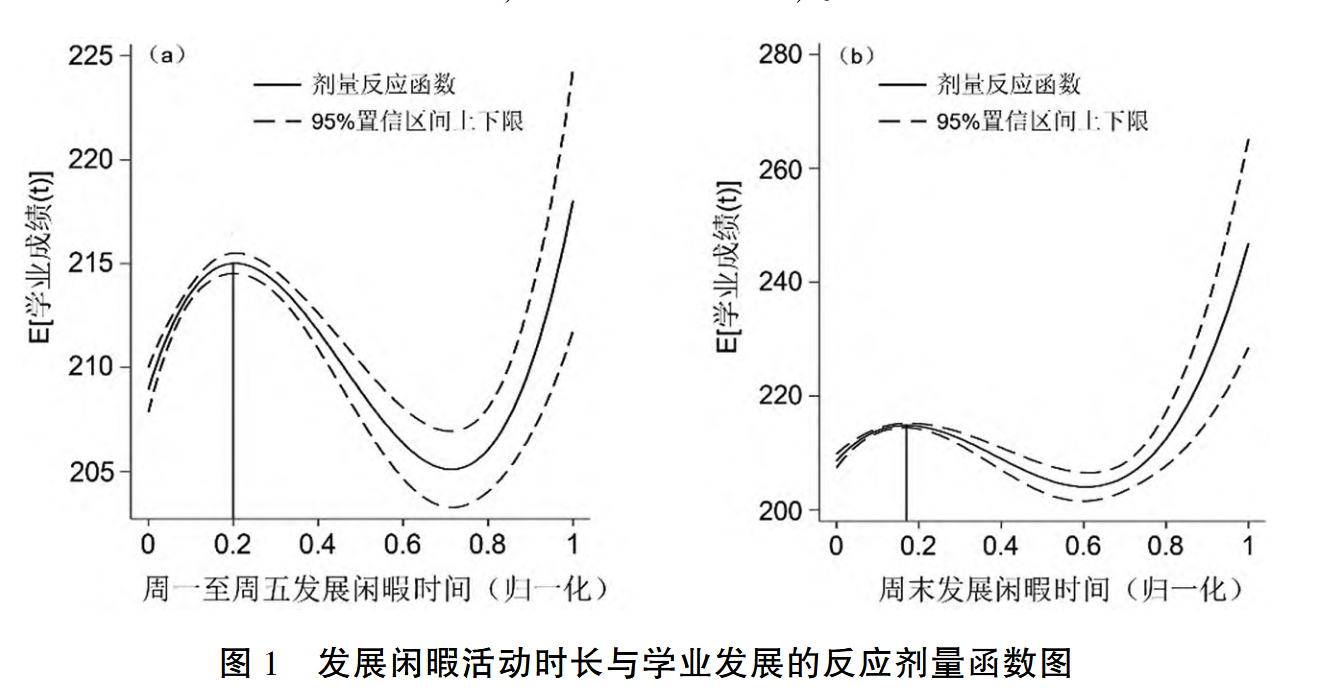 (a)
225
220
215
210
205
剂量反应函数
95%置信区间上下限
E[学业成绩(t)]
0 0.2 0.4 0.6 0.8 1
周一至周五发展闲暇时间（归一化）
(b)
280
260
240
220
200
剂量反应函数
95%置信区间上下限
E[学业成绩(t)]
0 0.2 0.4 0.6 0.8 1
周末发展闲暇时间（归一化）
图 1 发展闲暇活动时长与学业发展的反应剂量函数图